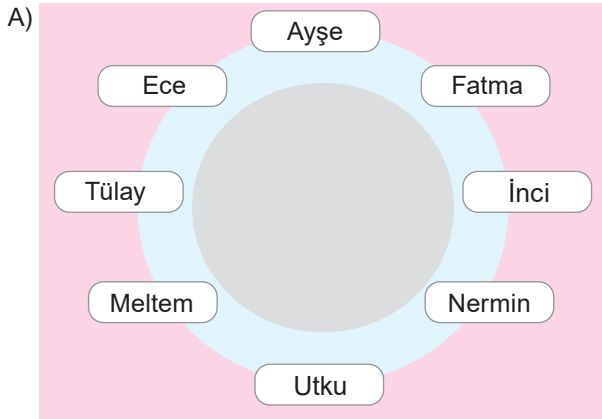 A)
Ayşe
Ece
Fatma
Tülay
İnci
Meltem
Nermin
Utku